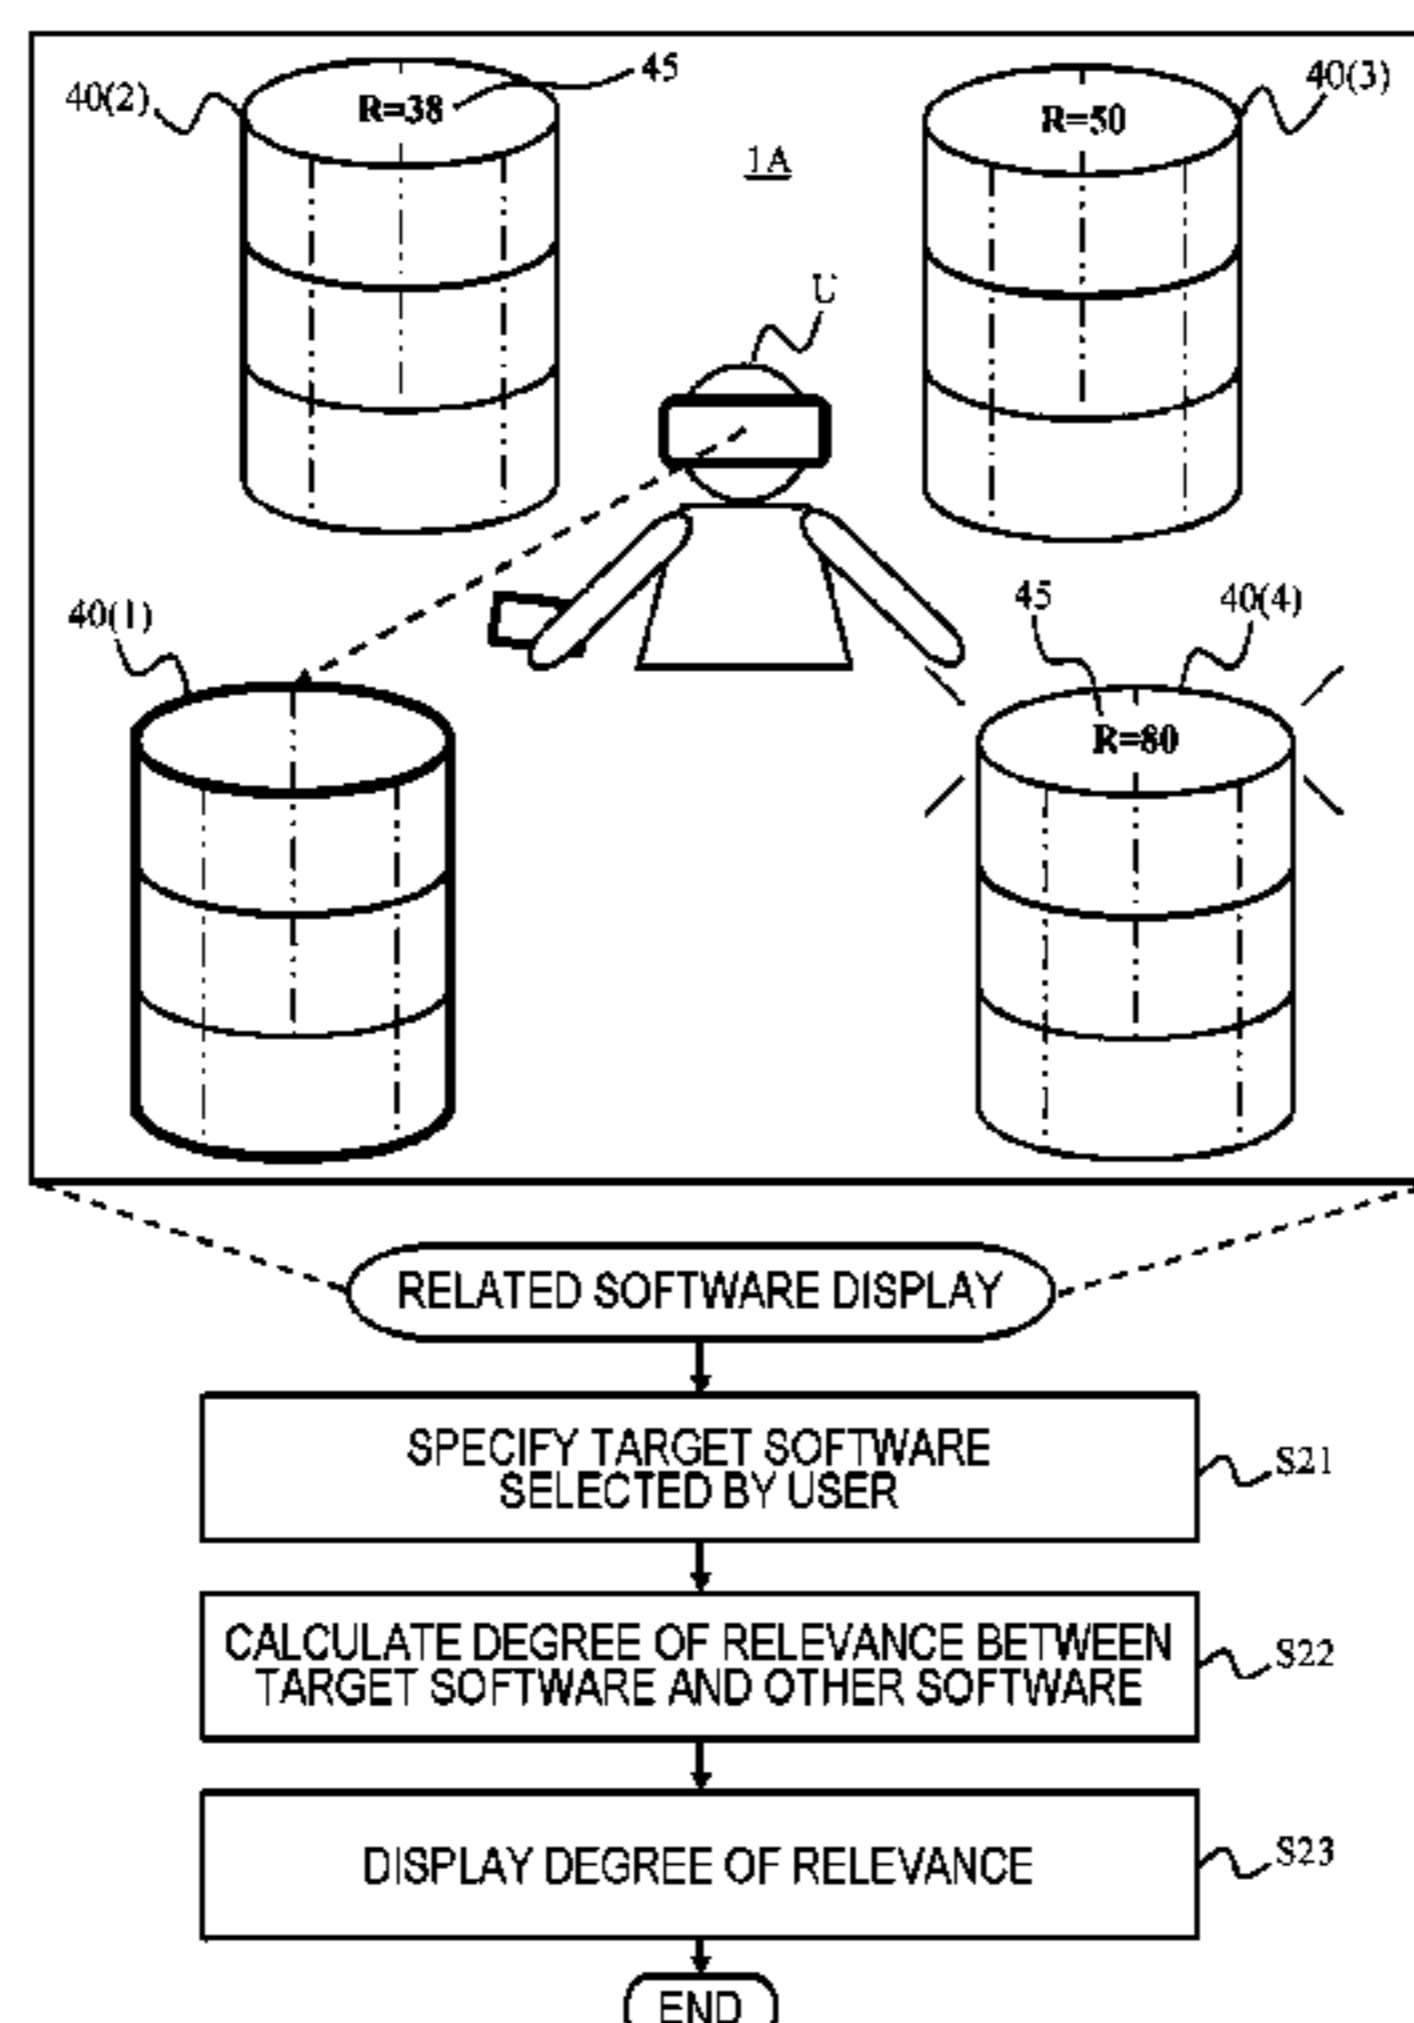 40(2)
R=38
45
1A
R=50
40(3)
U
40(1)
45
40(4)
R=80
RELATED SOFTWARE DISPLAY
SPECIFY TARGET SOFTWARE
SELECTED BY USER
S21
CALCULATE DEGREE OF RELEVANCE BETWEEN
TARGET SOFTWARE AND OTHER SOFTWARE
S22
DISPLAY DEGREE OF RELEVANCE
S23
END